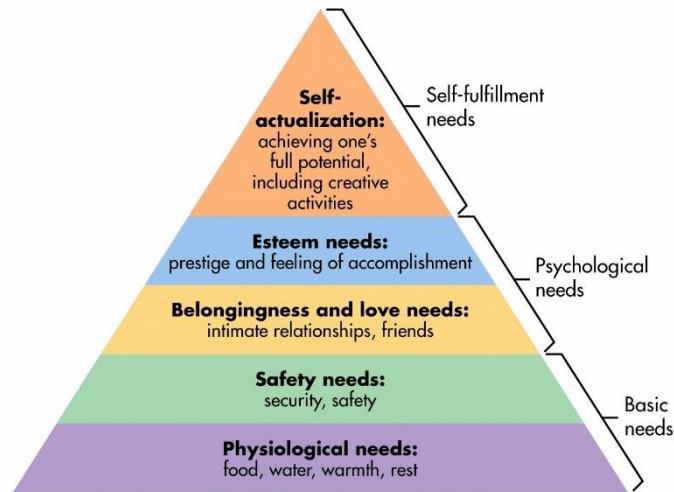 Self-
actualization:
achieving one's
full potential,
including creative
activities
Self-fulfillment
needs
Esteem needs:
prestige and feeling of accomplishment
Belongingness and love needs:
intimate relationships, friends
Psychological
needs
Safety needs:
security, safety
Physiological needs:
food, water, warmth, rest
Basic
needs